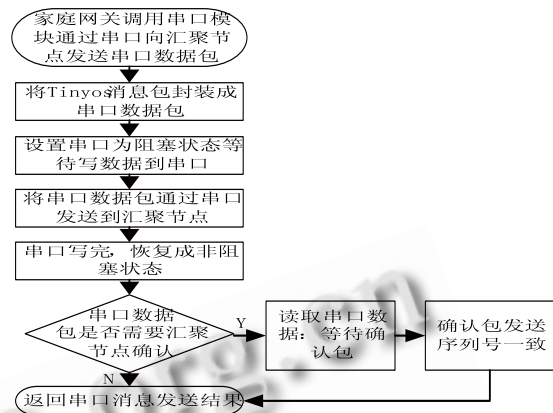 家庭网关调用串口模
块通过串口向汇聚节
点发送串口数据包
将Tinyos消息包封装成
串口数据包
设置串口为阻塞状态等
待写数据到串口
将串口数据包通过串口
发送到汇聚节点
串口写完，恢复成非阻
塞状态
串口数据
包是否需要汇聚
节点确认
Y
读取串口数
据：等待确
认包
确认包发送
序列号一致
N
返回串口消息发送结果